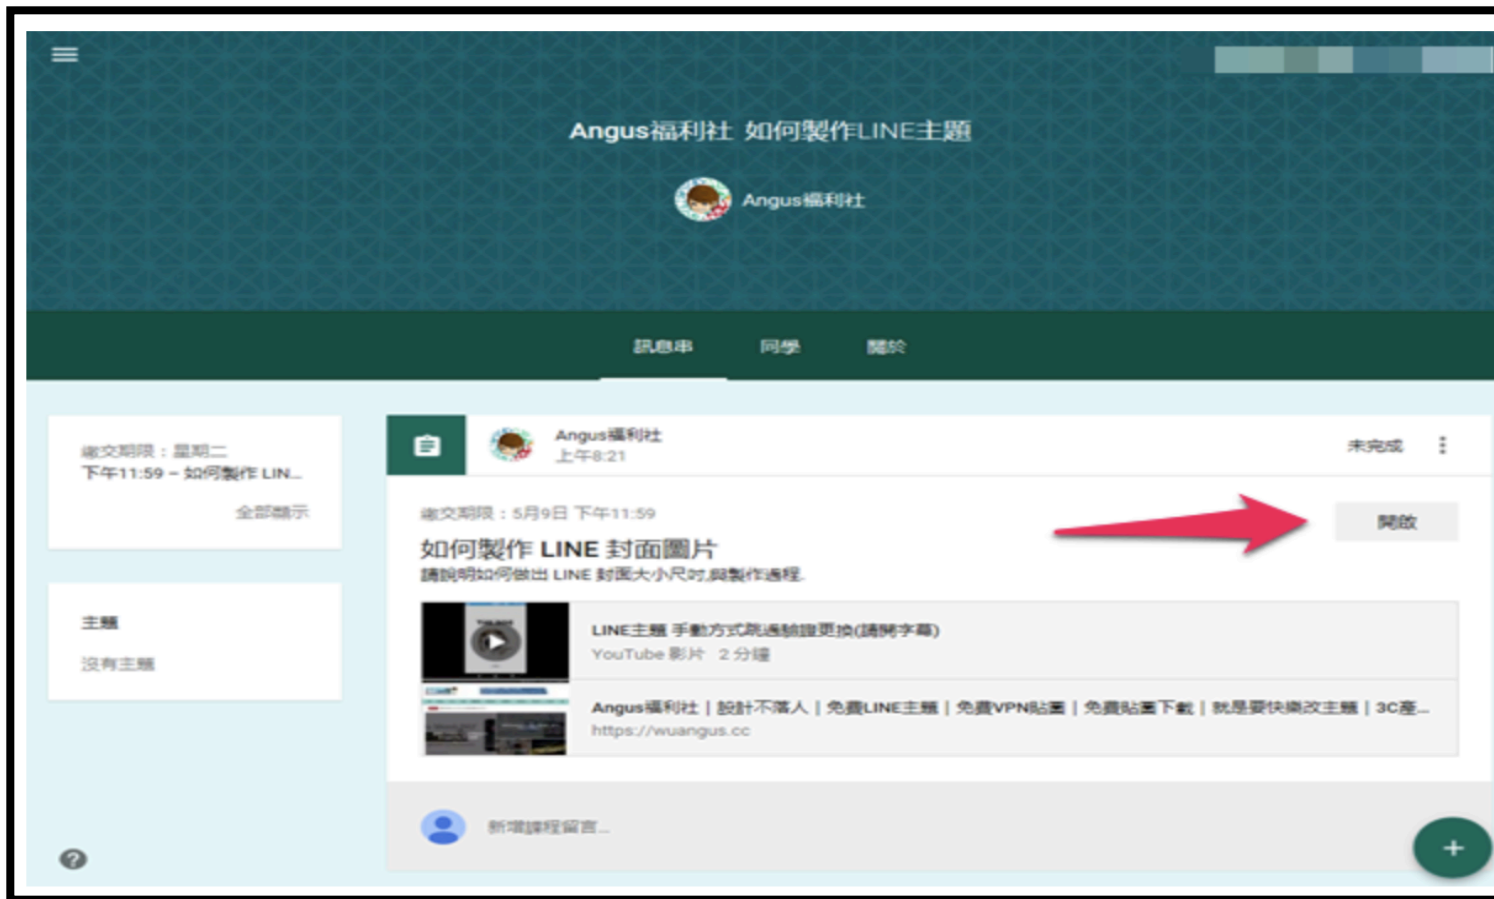 Angus福利社 如何製作LINE主題
Angus福利社
訊息串 同學 關於
繳交期限：星期二
下午11:59 – 如何製作 LIN...
全部顯示
主題
沒有主題
Angus福利社
上午8:21
未完成
繳交期限：5月9日 下午11:59
開啟
如何製作 LINE 封面圖片
請說明如何做出 LINE 封面大小尺吋,與製作過程.
LINE主題 手動方式跳過驗證更換(請開字幕)
YouTube 影片 2 分鐘
Angus福利社 | 設計不落人 | 免費LINE主題 | 免費VPN貼圖 | 免費貼圖下載 | 就是要快樂改主題 | 3C產...
https://wuangus.cc
新增課程留言...